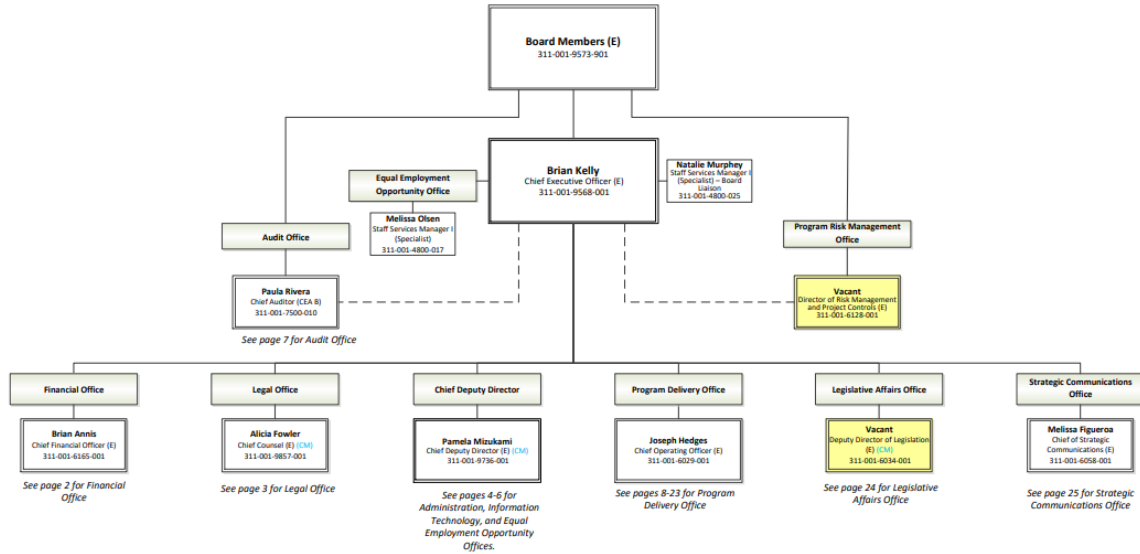 Board Members (E)
311-001-9573-901
Brian Kelly
Chief Executive Officer (E)
311-001-9568-001
Natalie Murphey
Staff Services Manager I
(Specialist) – Board
Liaison
311-001-4800-025
Equal Employment
Opportunity Office
Melissa Olsen
Staff Services Manager I
(Specialist)
311-001-4800-017
Audit Office
Paula Rivera
Chief Auditor (CEA B)
311-001-7500-010
See page 7 for Audit Office
Program Risk Management
Office
Vacant
Director of Risk Management
and Project Controls (E)
311-001-6128-001
Financial Office
Brian Annis
Chief Financial Officer (E)
311-001-6165-001
See page 2 for Financial
Office
Legal Office
Alicia Fowler
Chief Counsel (E) (CM)
311-001-9857-001
See page 3 for Legal Office
Chief Deputy Director
Pamela Mizukami
Chief Deputy Director (E) (CM)
311-001-9736-001
See pages 4-6 for
Administration, Information
Technology, and Equal
Employment Opportunity
Offices.
Program Delivery Office
Joseph Hedges
Chief Operating Officer (E)
311-001-6029-001
See pages 8-23 for Program
Delivery Office
Legislative Affairs Office
Vacant
Deputy Director of Legislation
(E) (CM)
311-001-6034-001
See page 24 for Legislative
Affairs Office
Strategic Communications
Office
Melissa Figueroa
Chief of Strategic
Communications (E)
311-001-6058-001
See page 25 for Strategic
Communications Office